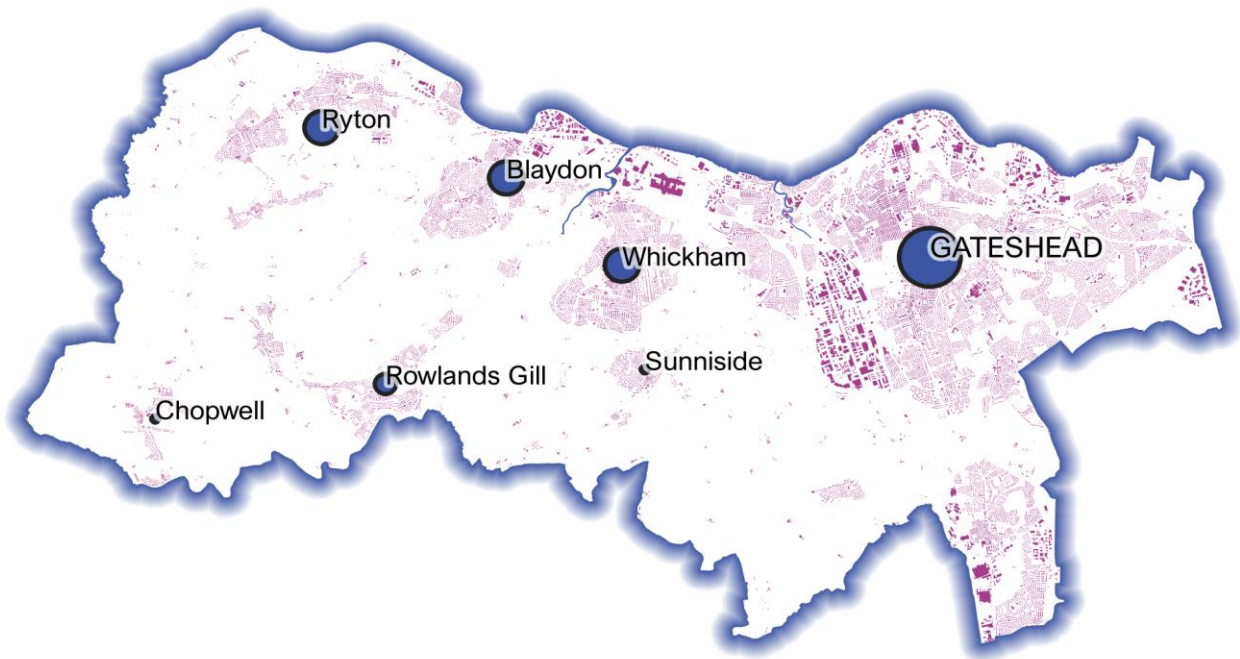 Ryton
Blaydon
GATESHEAD
Whickham
Sunniside
Rowlands Gill
Chopwell